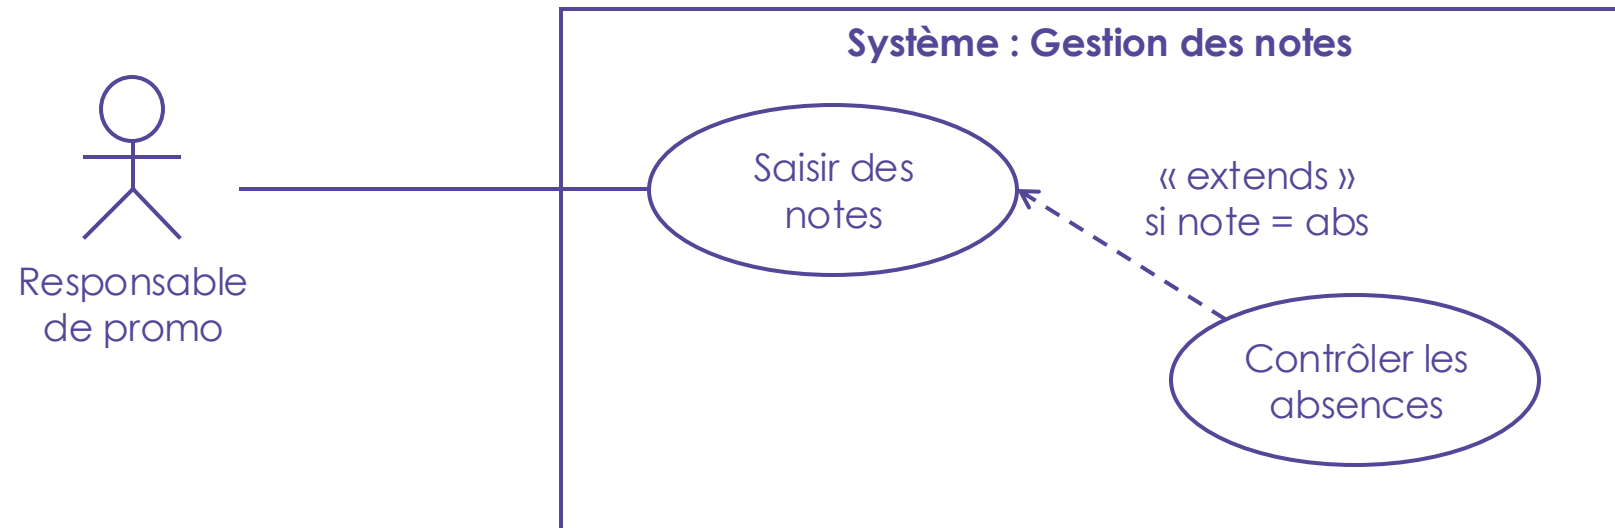 Système : Gestion des notes
Saisir des
notes
« extends »
si note = abs
Responsable
de promo
Contrôler les
absences